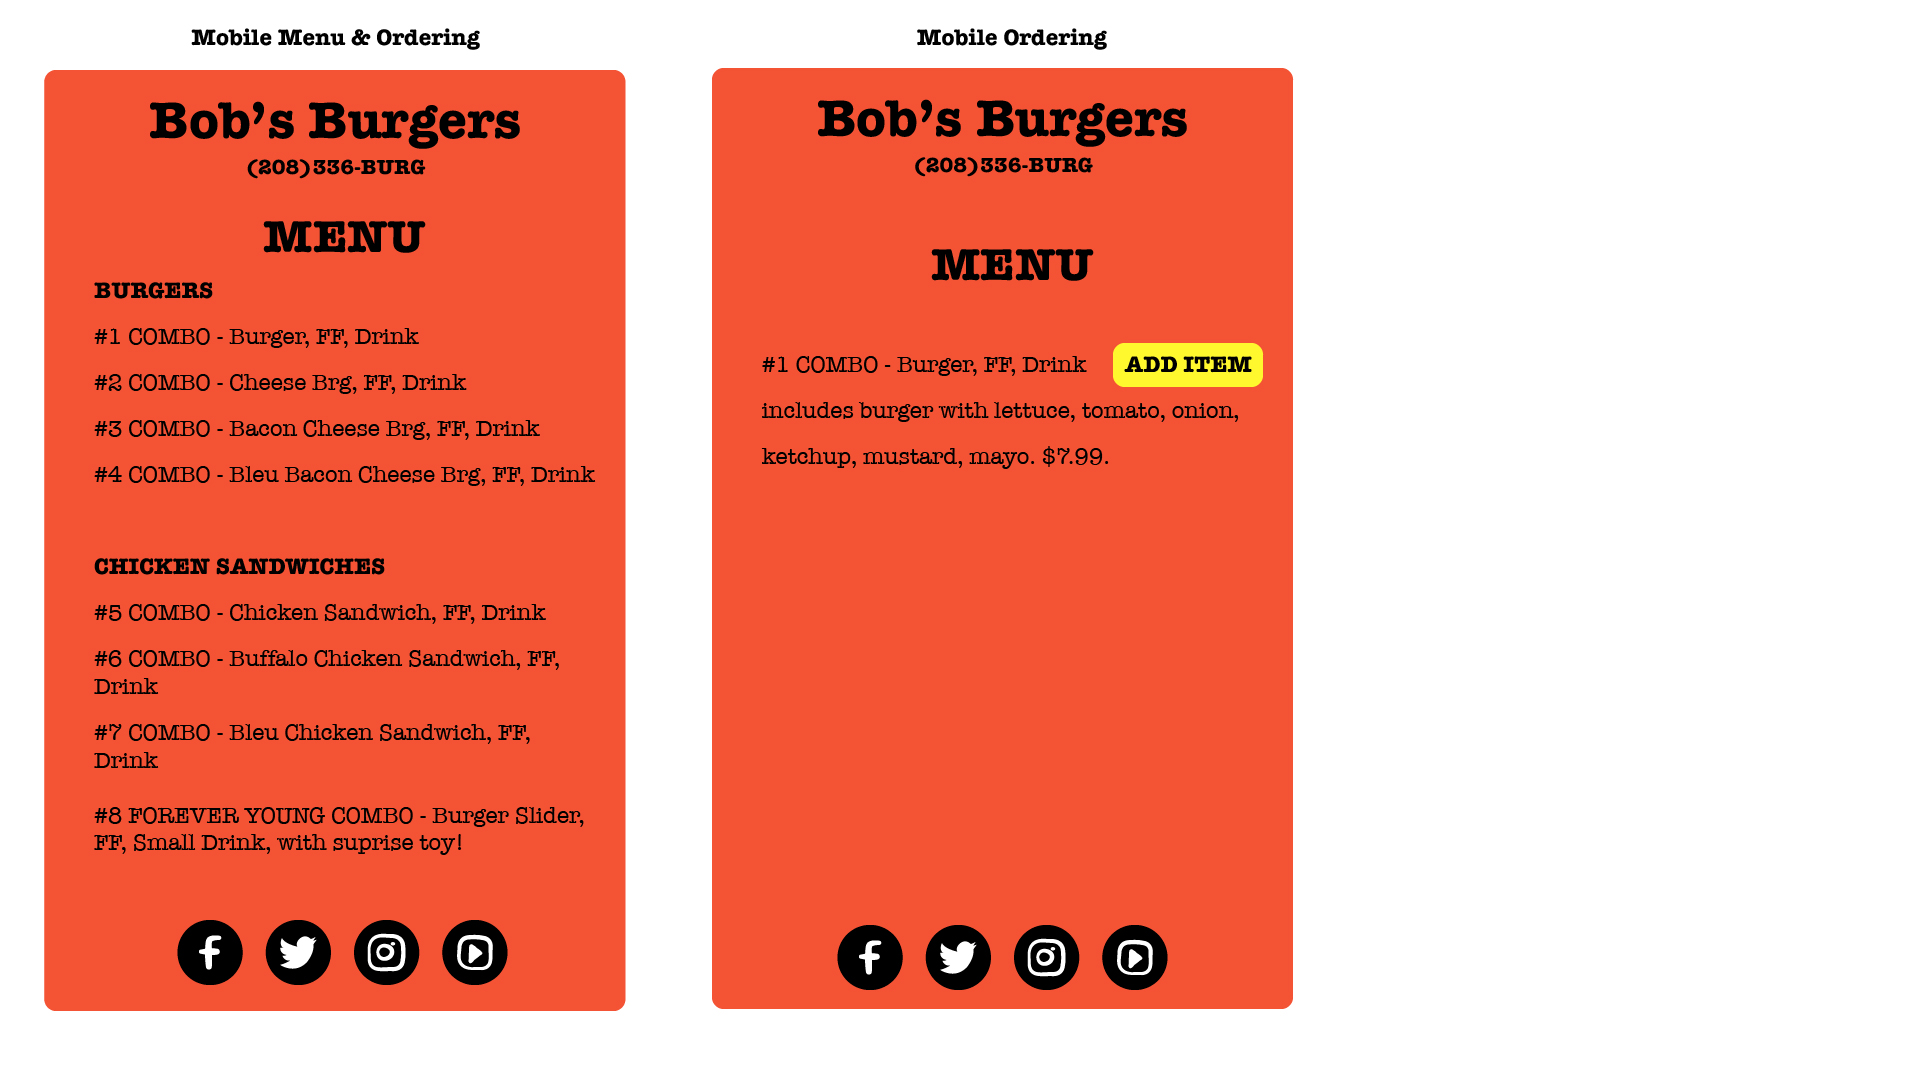 Mobile Menu & Ordering
Bob's Burgers
(208)336-BURG
MENU
BURGERS
#1 COMBO - Burger, FF, Drink
#2 COMBO - Cheese Brg, FF, Drink
#3 COMBO - Bacon Cheese Brg, FF, Drink
#4 COMBO - Bleu Bacon Cheese Brg, FF, Drink
CHICKEN SANDWICHES
#5 COMBO - Chicken Sandwich, FF, Drink
#6 COMBO - Buffalo Chicken Sandwich, FF,
Drink
#7 COMBO - Bleu Chicken Sandwich, FF,
Drink
#8 FOREVER YOUNG COMBO - Burger Slider,
FF, Small Drink, with suprise toy!
Mobile Ordering
Bob's Burgers
(208)336-BURG
MENU
#1 COMBO - Burger, FF, Drink
ADD ITEM
includes burger with lettuce, tomato, onion,
ketchup, mustard, mayo. $7.99.